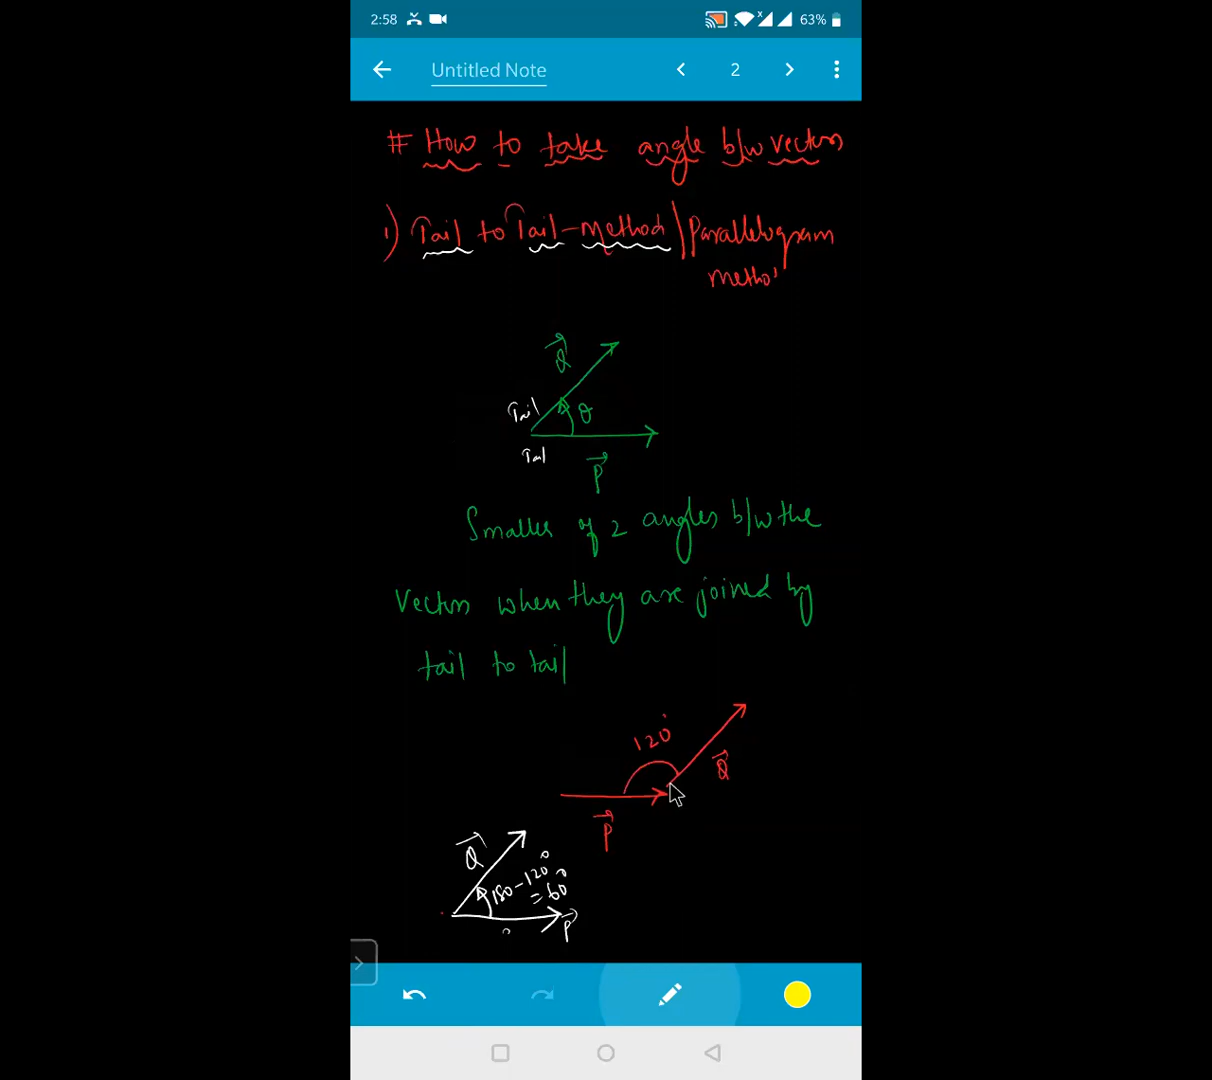 2:58
63%
Untitled Note
2
# How to take angle b/w vectors
1) Tail to Tail-Method/Parallelogram
Metho
Q
Tail
θ
Tail
P
Smaller of 2 angles b/w the
Vectors when they are joined by
tail to tail
120°
Q
P
Q
180-120°
=60°
P